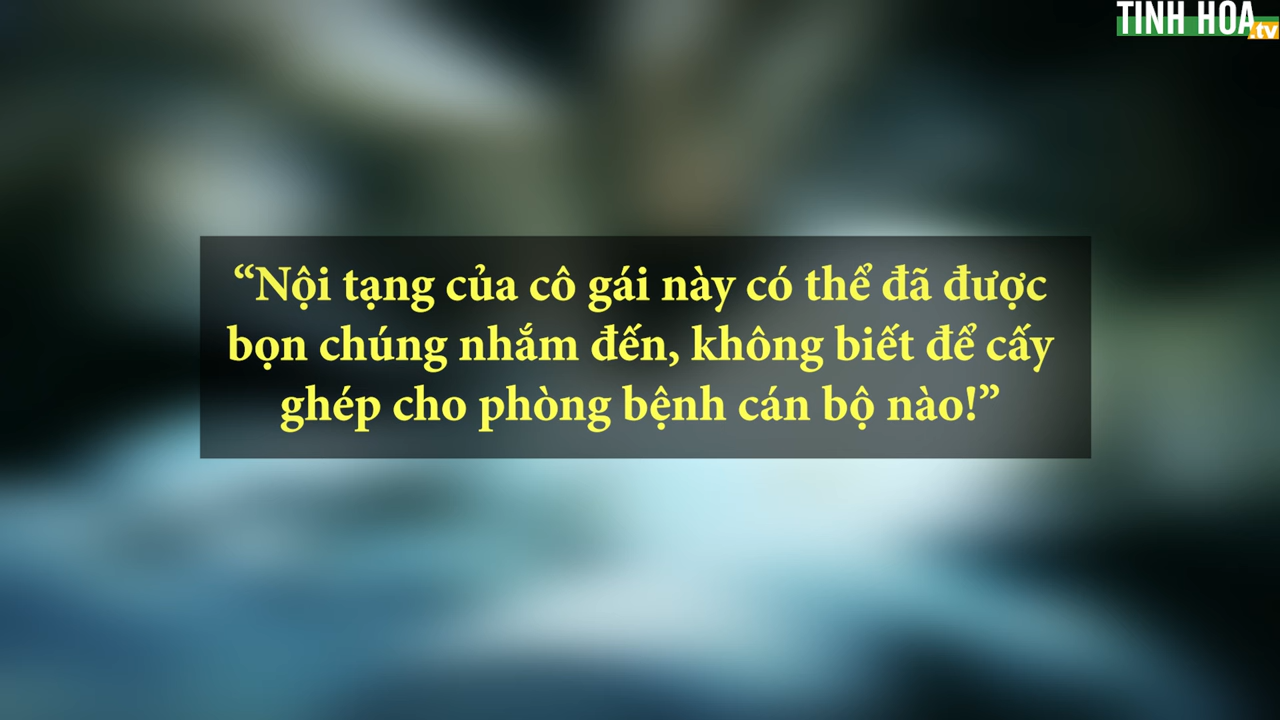 TINH HOA
.tv
“Nội tạng của cô gái này có thể đã được
bọn chúng nhắm đến, không biết để cấy
ghép cho phòng bệnh cán bộ nào!”